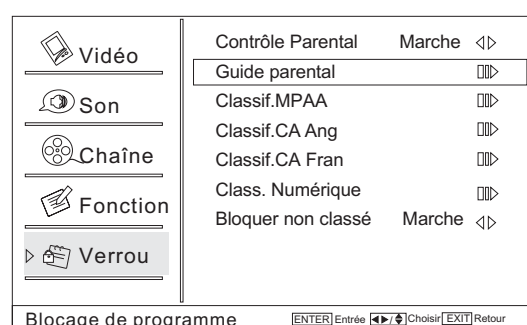 Vidéo
Son
Chaîne
Fonction
Verrou
Contrôle Parental Marche
Guide parental
Classif.MPAA
Classif.CA Ang
Classif.CA Fran
Class. Numérique
Bloquer non classé Marche
Blocage de programme ENTER Entrée / Choisir EXIT Retour